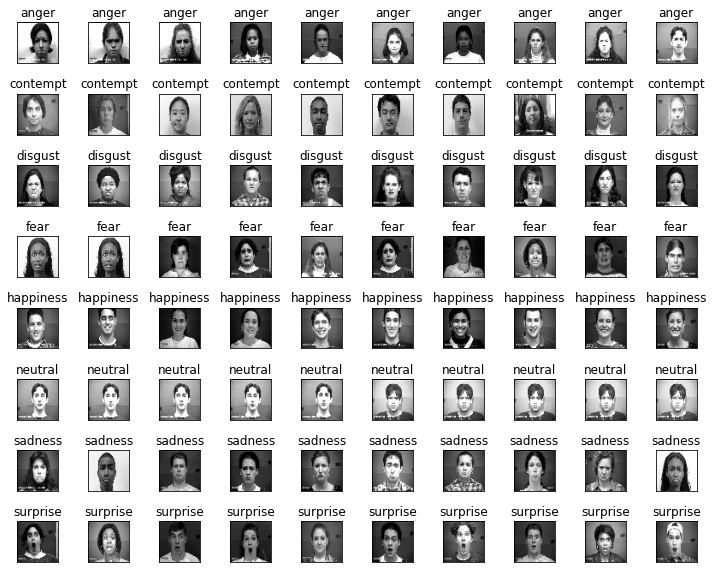 anger anger anger anger anger anger anger anger anger anger
contempt contempt contempt contempt contempt contempt contempt contempt contempt contempt
disgust disgust disgust disgust disgust disgust disgust disgust disgust disgust
fear fear fear fear fear fear fear fear fear fear
happiness happiness happiness happiness happiness happiness happiness happiness happiness happiness
neutral neutral neutral neutral neutral neutral neutral neutral neutral neutral
sadness sadness sadness sadness sadness sadness sadness sadness sadness sadness
surprise surprise surprise surprise surprise surprise surprise surprise surprise surprise